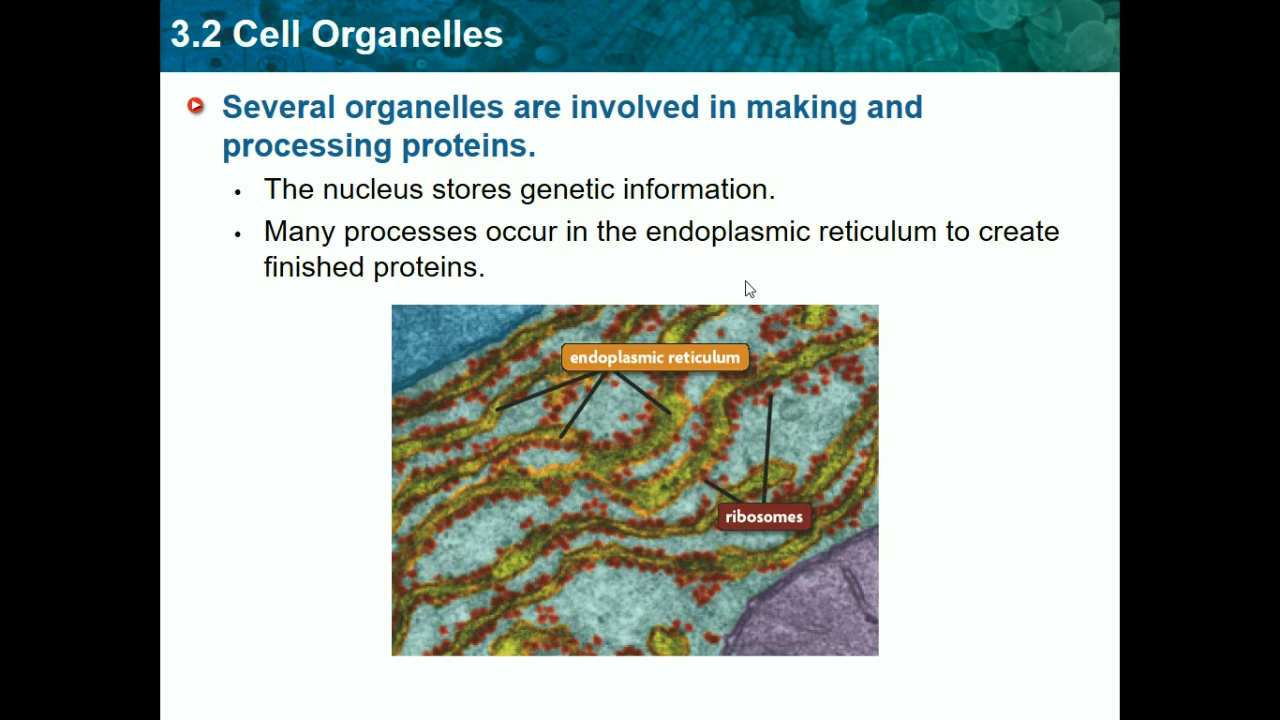 3.2 Cell Organelles
Several organelles are involved in making and
processing proteins.
• The nucleus stores genetic information.
• Many processes occur in the endoplasmic reticulum to create
finished proteins.
endoplasmic reticulum
ribosomes